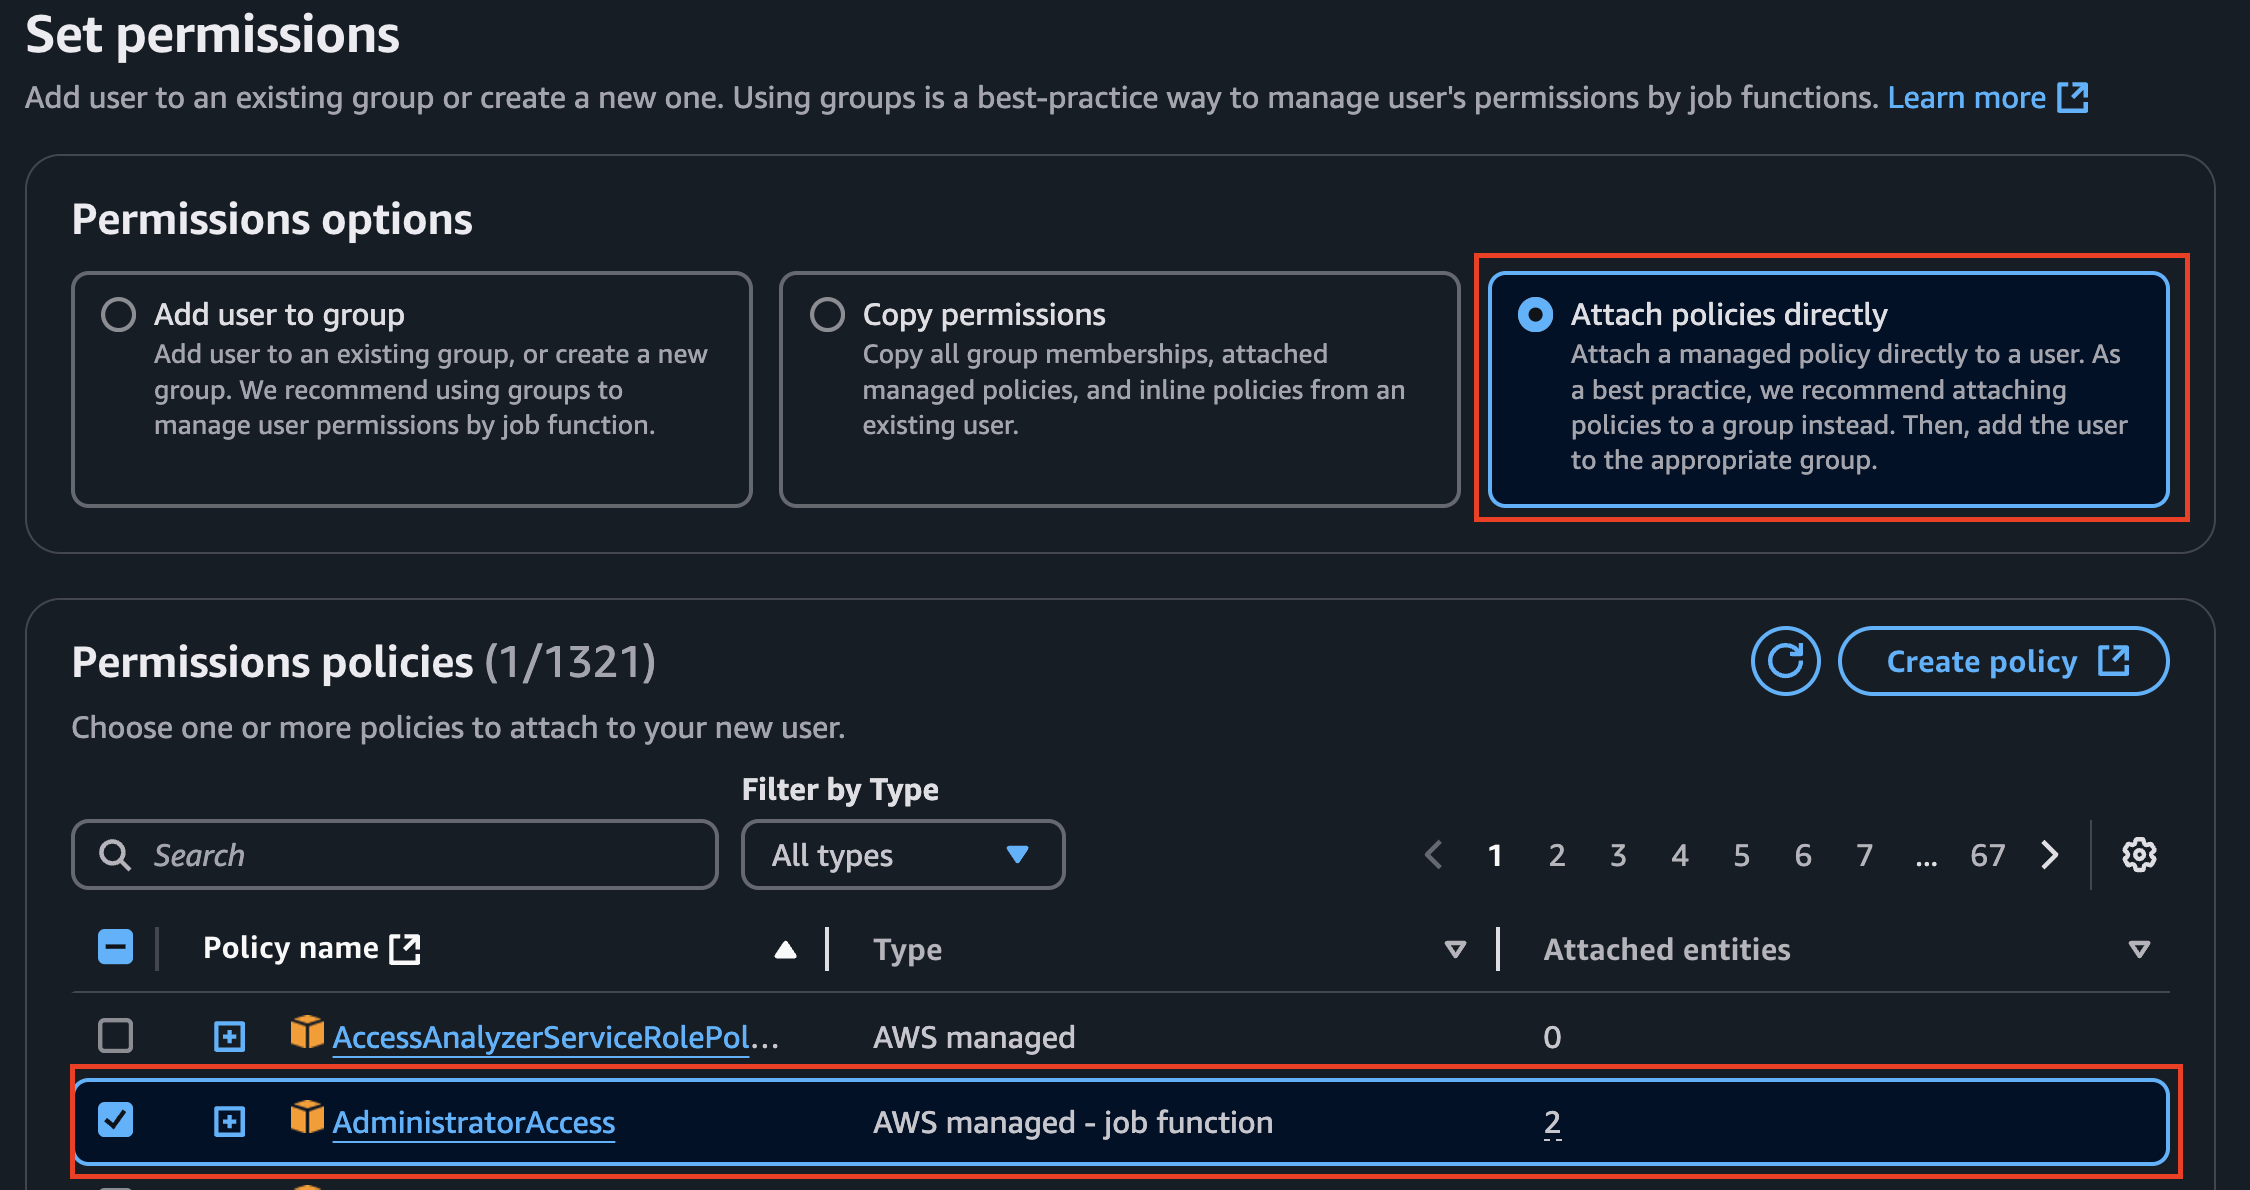 Set permissions
Add user to an existing group or create a new one. Using groups is a best-practice way to manage user's permissions by job functions. Learn more
Permissions options
Add user to group
Add user to an existing group, or create a new
group. We recommend using groups to
manage user permissions by job function.
Copy permissions
Copy all group memberships, attached
managed policies, and inline policies from an
existing user.
Attach policies directly
Attach a managed policy directly to a user. As
a best practice, we recommend attaching
policies to a group instead. Then, add the user
to the appropriate group.
Permissions policies (1/1321)
Create policy
Choose one or more policies to attach to your new user.
Filter by Type
Search
All types
1 2 3 4 5 6 7 ... 67
Policy name Type Attached entities
AccessAnalyzerServiceRolePol... AWS managed 0
AdministratorAccess AWS managed - job function 2